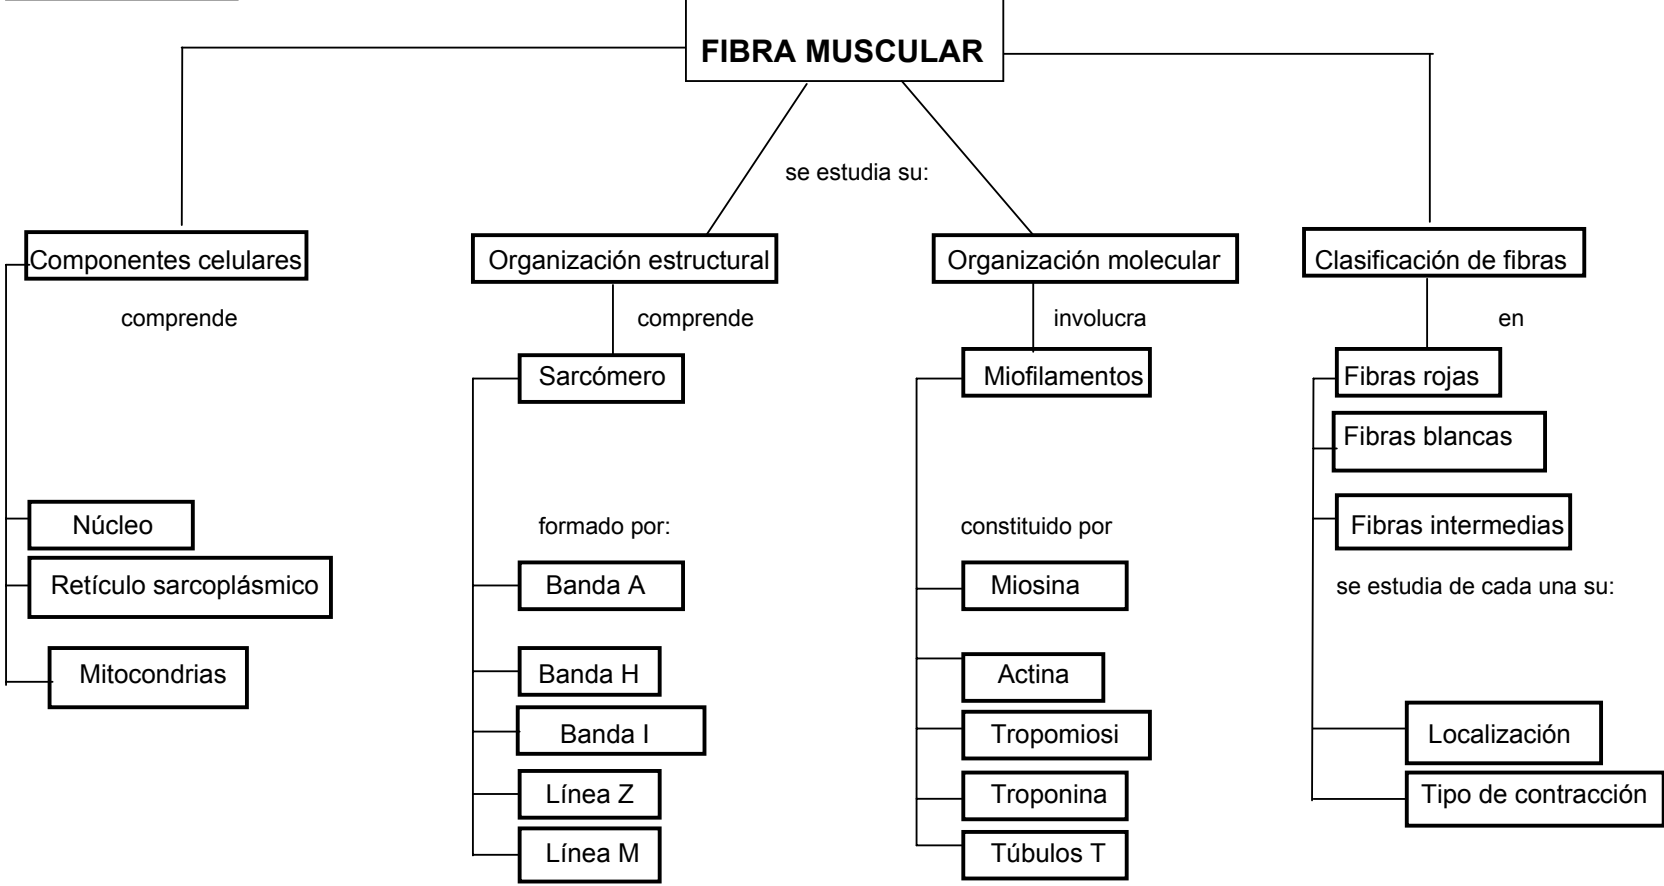 FIBRA MUSCULAR
se estudia su:
Componentes celulares
comprende
Núcleo
Retículo sarcoplásmico
Mitocondrias
Organización estructural
comprende
Sarcómero
formado por:
Banda A
Banda H
Banda I
Línea Z
Línea M
Organización molecular
involucra
Miofilamentos
constituido por
Miosina
Actina
Tropomiosi
Troponina
Túbulos T
Clasificación de fibras
en
Fibras rojas
Fibras blancas
Fibras intermedias
se estudia de cada una su:
Localización
Tipo de contracción